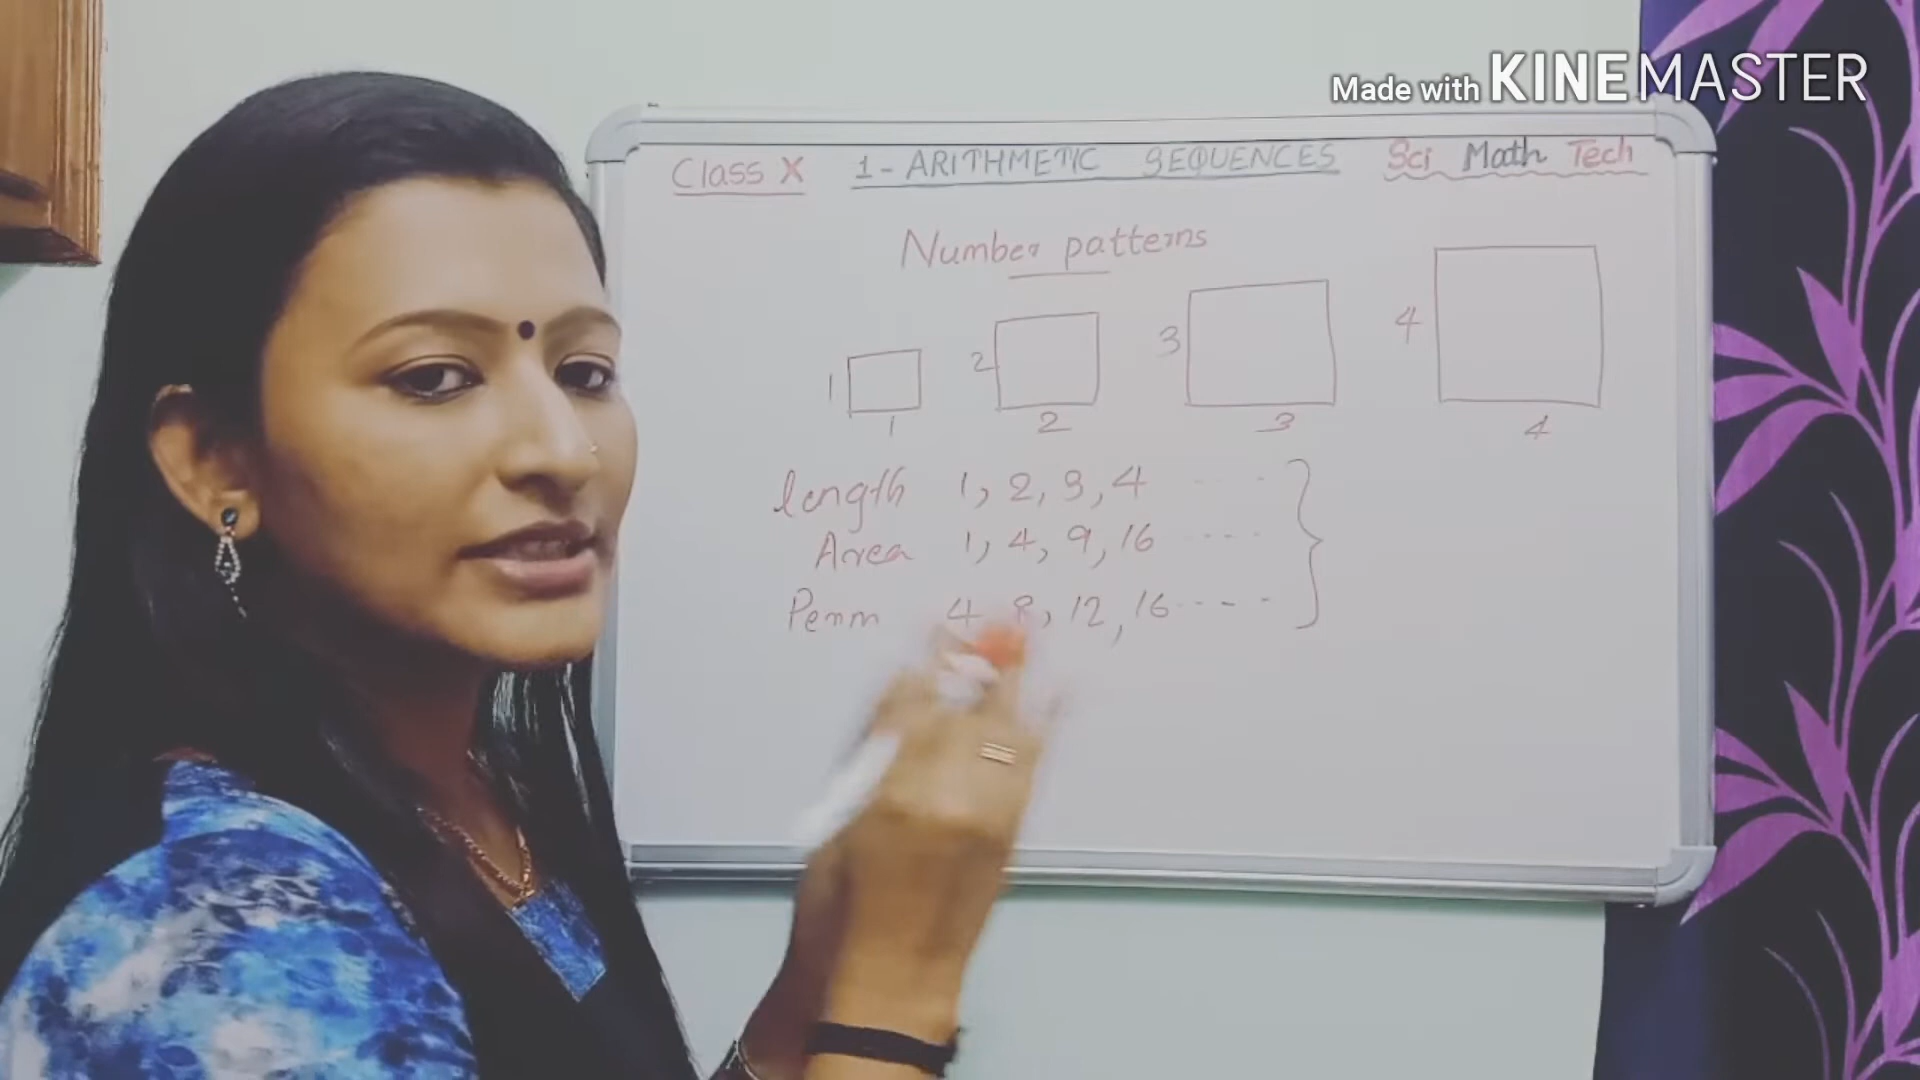 Made with KINEMASTER
Class X 1-ARITHMETIC SEQUENCES Sci Math Tech
Number patterns
1 2 3 4
1 2 3 4
length 1, 2, 3, 4 ....
Area 1, 4, 9, 16 ....
Perim 4 8, 12, 16 ....